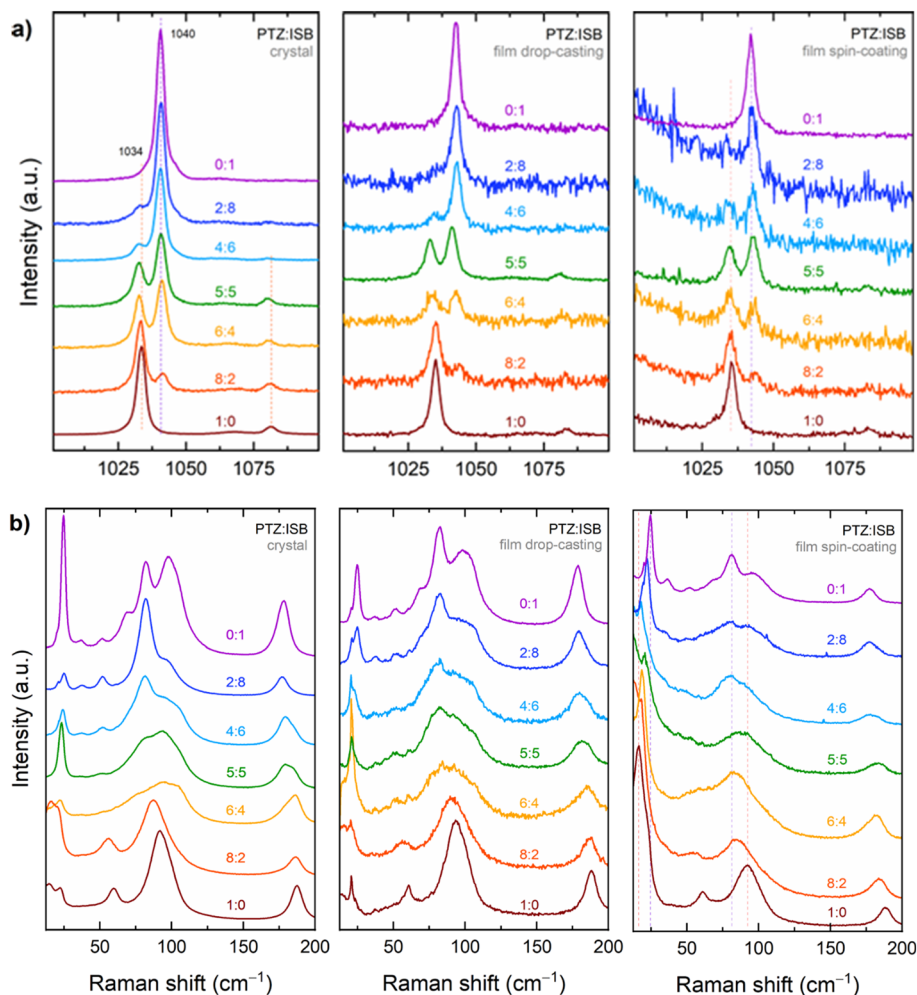 a)
Intensity (a.u.)
PTZ:ISB
crystal
1040
1034
0:1
2:8
4:6
5:5
6:4
8:2
1:0
1025 1050 1075
PTZ:ISB
film drop-casting
0:1
2:8
4:6
5:5
6:4
8:2
1:0
1025 1050 1075
PTZ:ISB
film spin-coating
0:1
2:8
4:6
5:5
6:4
8:2
1:0
1025 1050 1075
b)
Intensity (a.u.)
PTZ:ISB
crystal
0:1
2:8
4:6
5:5
6:4
8:2
1:0
50 100 150 200
Raman shift (cm⁻¹)
PTZ:ISB
film drop-casting
0:1
2:8
4:6
5:5
6:4
8:2
1:0
50 100 150 200
Raman shift (cm⁻¹)
PTZ:ISB
film spin-coating
0:1
2:8
4:6
5:5
6:4
8:2
1:0
50 100 150 200
Raman shift (cm⁻¹)